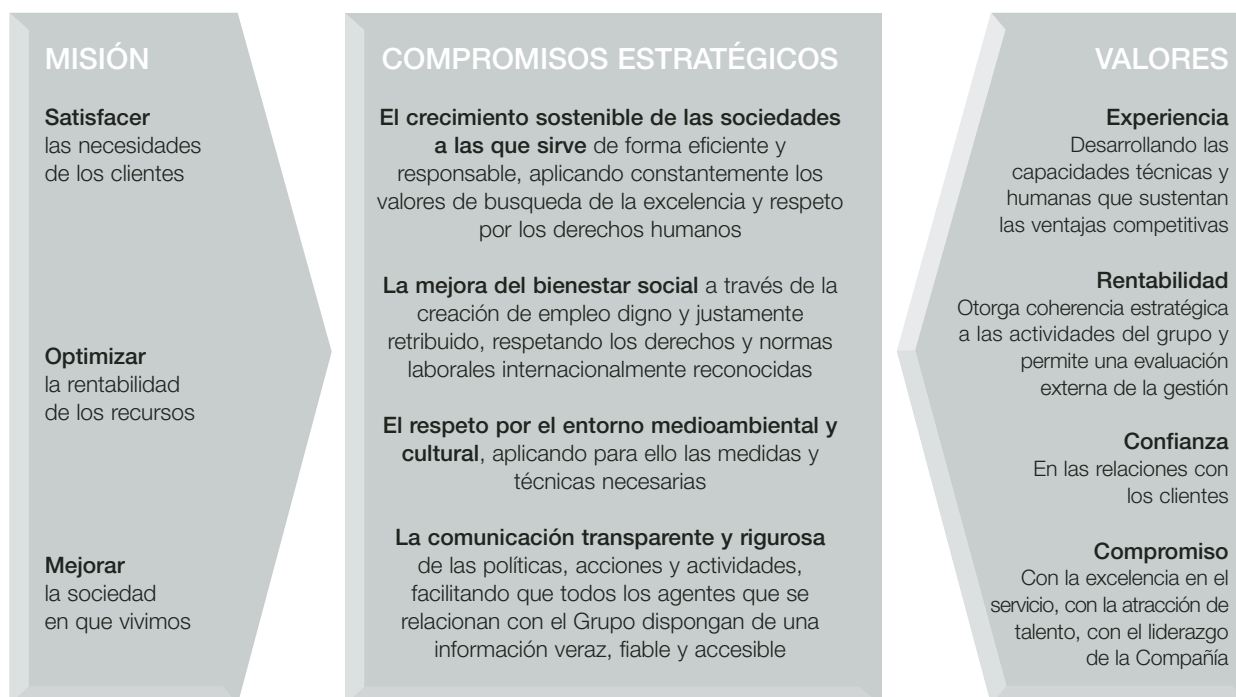 MISIÓN
Satisfacer
las necesidades
de los clientes
Optimizar
la rentabilidad
de los recursos
Mejorar
la sociedad
en que vivimos
COMPROMISOS ESTRATÉGICOS
El crecimiento sostenible de las sociedades
a las que sirve de forma eficiente y
responsable, aplicando constantemente los
valores de busqueda de la excelencia y respeto
por los derechos humanos
La mejora del bienestar social a través de la
creación de empleo digno y justamente
retribuido, respetando los derechos y normas
laborales internacionalmente reconocidas
El respeto por el entorno medioambiental y
cultural, aplicando para ello las medidas y
técnicas necesarias
La comunicación transparente y rigurosa
de las políticas, acciones y actividades,
facilitando que todos los agentes que se
relacionan con el Grupo dispongan de una
información veraz, fiable y accesible
VALORES
Experiencia
Desarrollando las
capacidades técnicas y
humanas que sustentan
las ventajas competitivas
Rentabilidad
Otorga coherencia estratégica
a las actividades del grupo y
permite una evaluación
externa de la gestión
Confianza
En las relaciones con
los clientes
Compromiso
Con la excelencia en el
servicio, con la atracción de
talento, con el liderazgo
de la Compañía